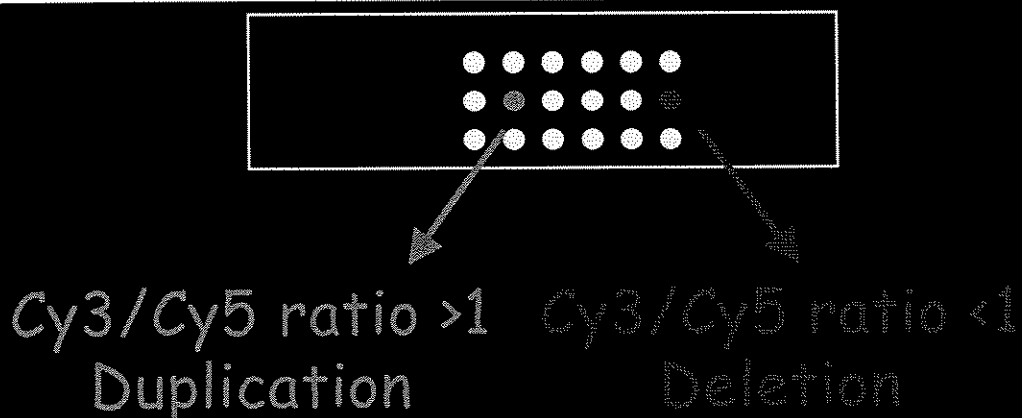 Cy3/Cy5 ratio >1
Duplication
Cy3/Cy5 ratio <1
Deletion